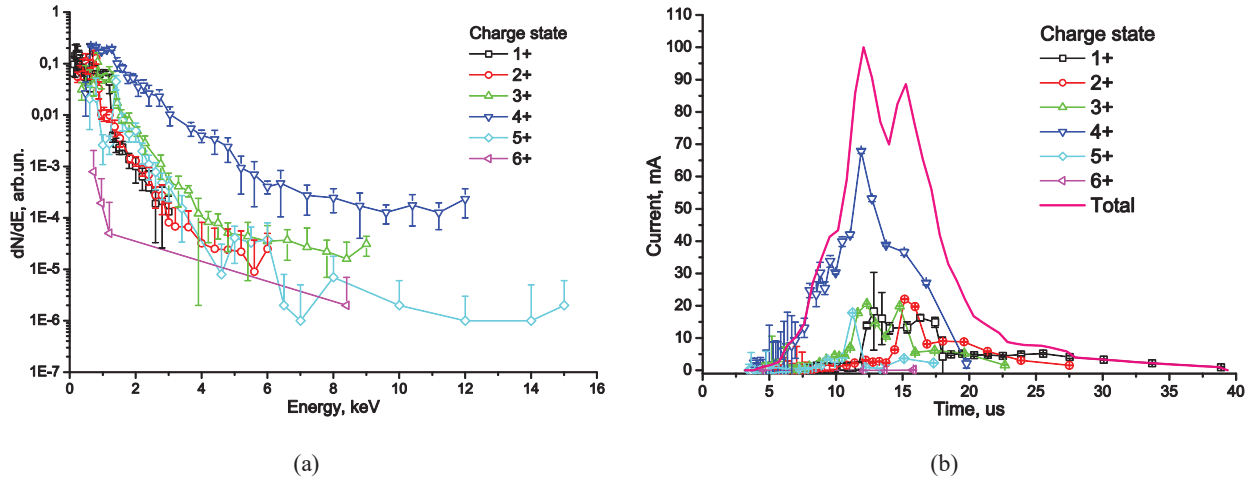 1
0,1
0,01
1E-3
1E-4
1E-5
1E-6
1E-7
dN/dE, arb.un.
0 2 4 6 8 10 12 14 16
Energy, keV
Charge state
1+
2+
3+
4+
5+
6+
(a)
110
100
90
80
70
60
50
40
30
20
10
0
Current, mA
0 5 10 15 20 25 30 35 40
Time, us
Charge state
1+
2+
3+
4+
5+
6+
Total
(b)